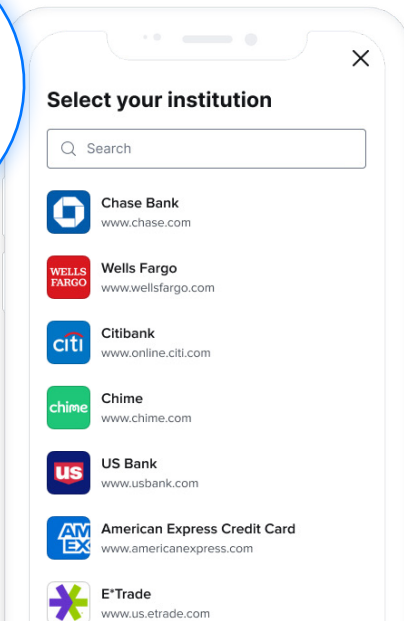 Select your institution
Search
Chase Bank
www.chase.com
WELLS
FARGO
Wells Fargo
www.wellsfargo.com
citi
Citibank
www.online.citi.com
chime
Chime
www.chime.com
us
US Bank
www.usbank.com
AM
EX
American Express Credit Card
www.americanexpress.com
E*Trade
www.us.etrade.com